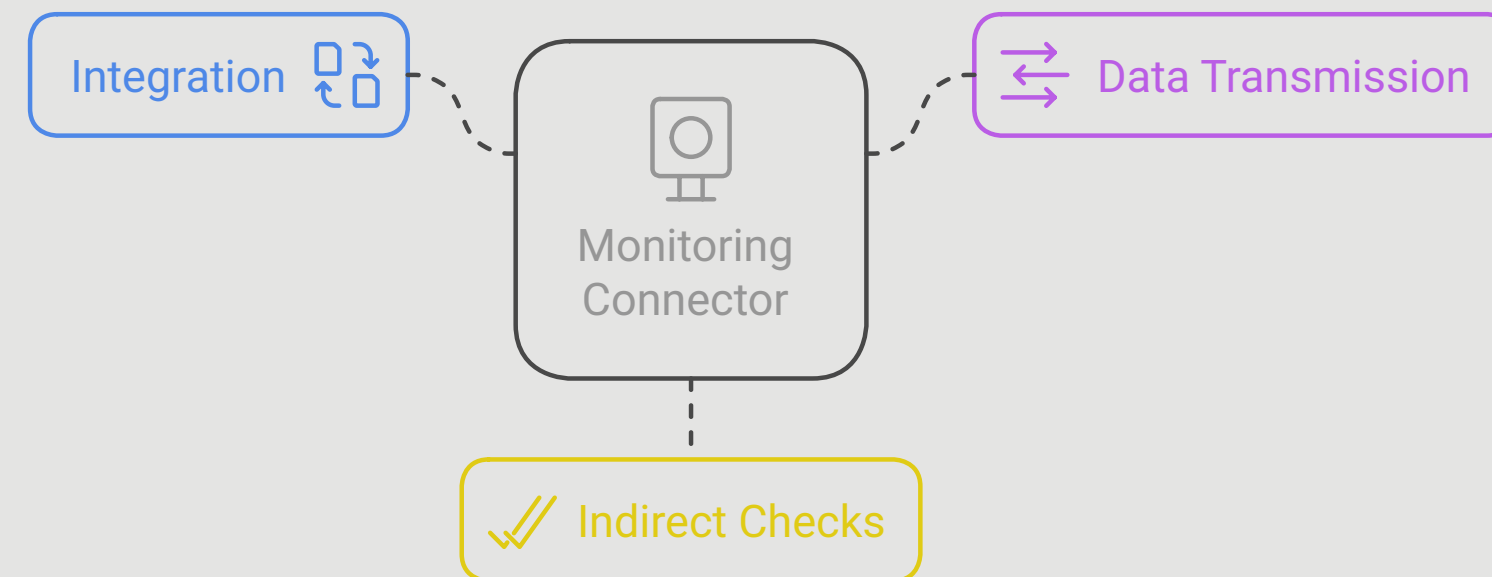 Integration
Data Transmission
Monitoring
Connector
Indirect Checks